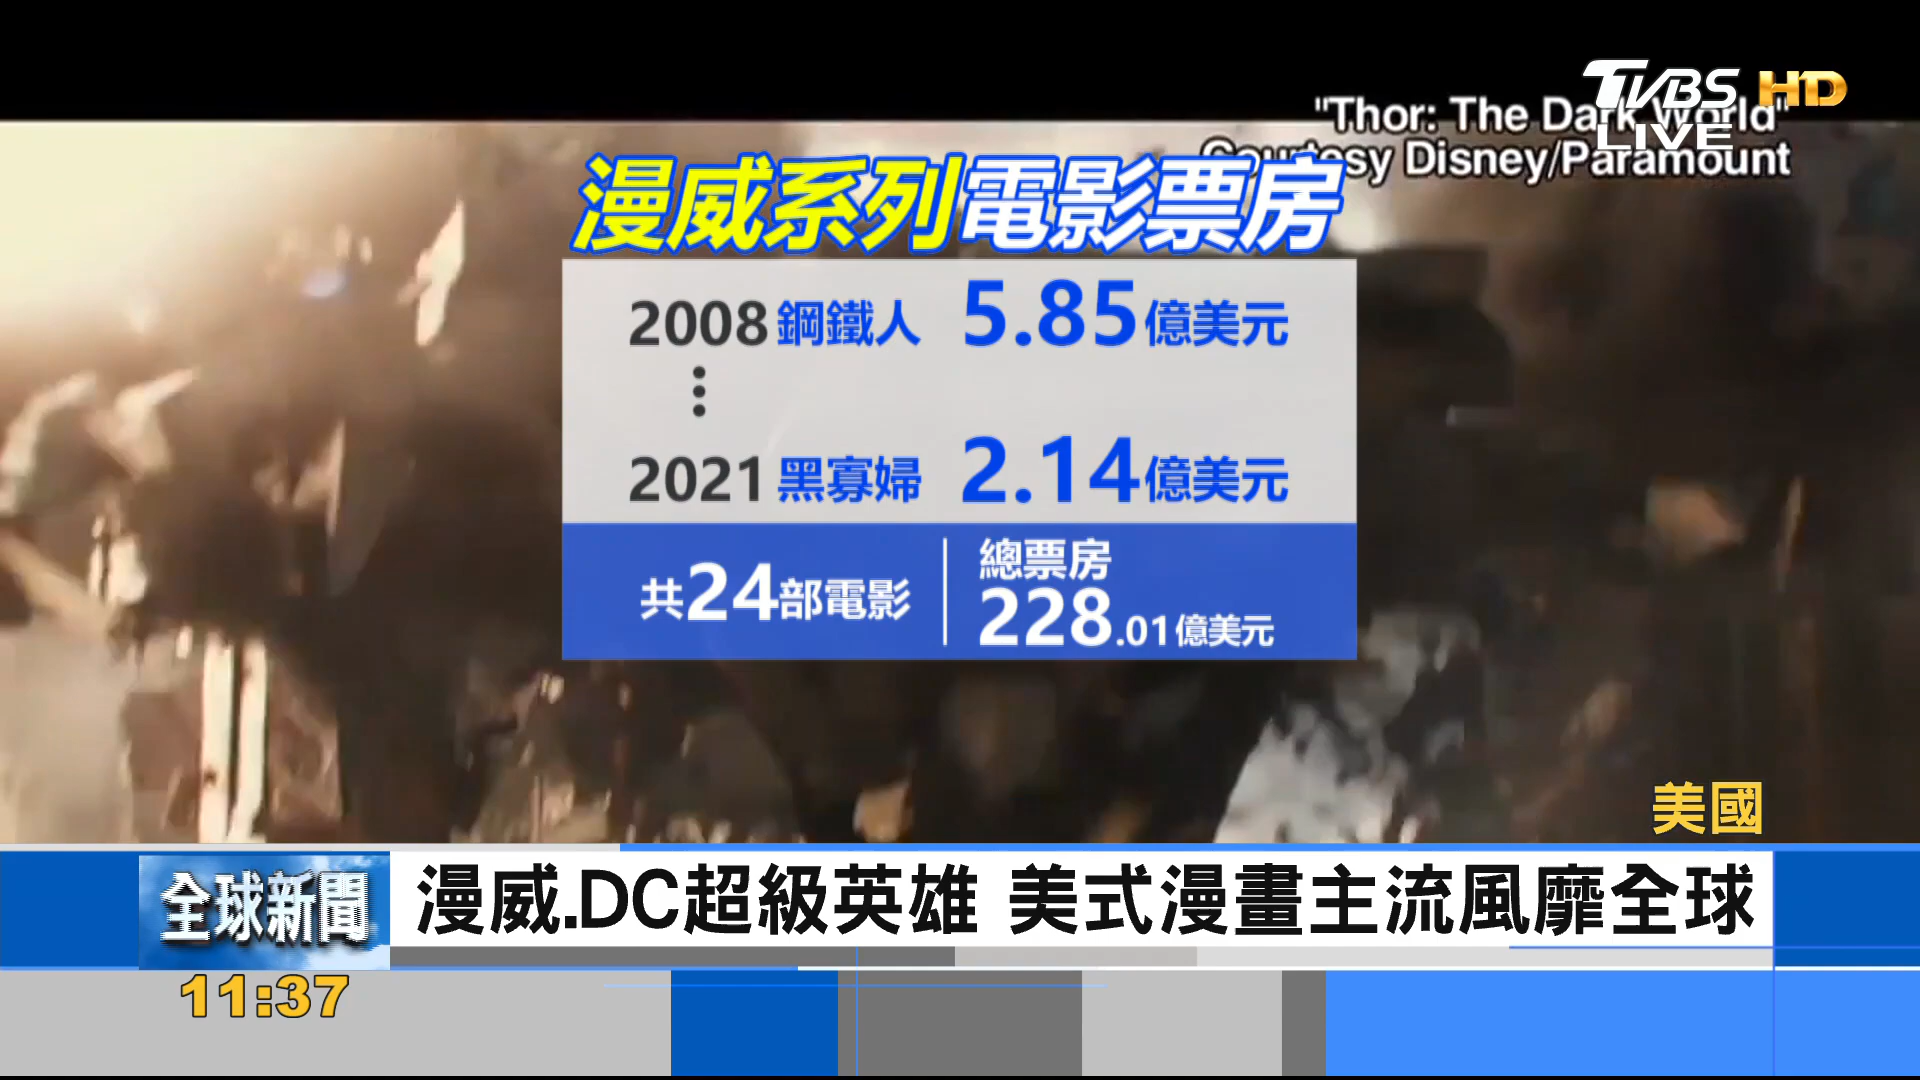 TVBS HD
LIVE
"Thor: The Dark World"
Courtesy Disney/Paramount
漫威系列電影票房
2008 鋼鐵人 5.85億美元
2021 黑寡婦 2.14億美元
共24部電影
總票房
228.01億美元
美國
全球新聞
漫威.DC超級英雄 美式漫畫主流風靡全球
11:37